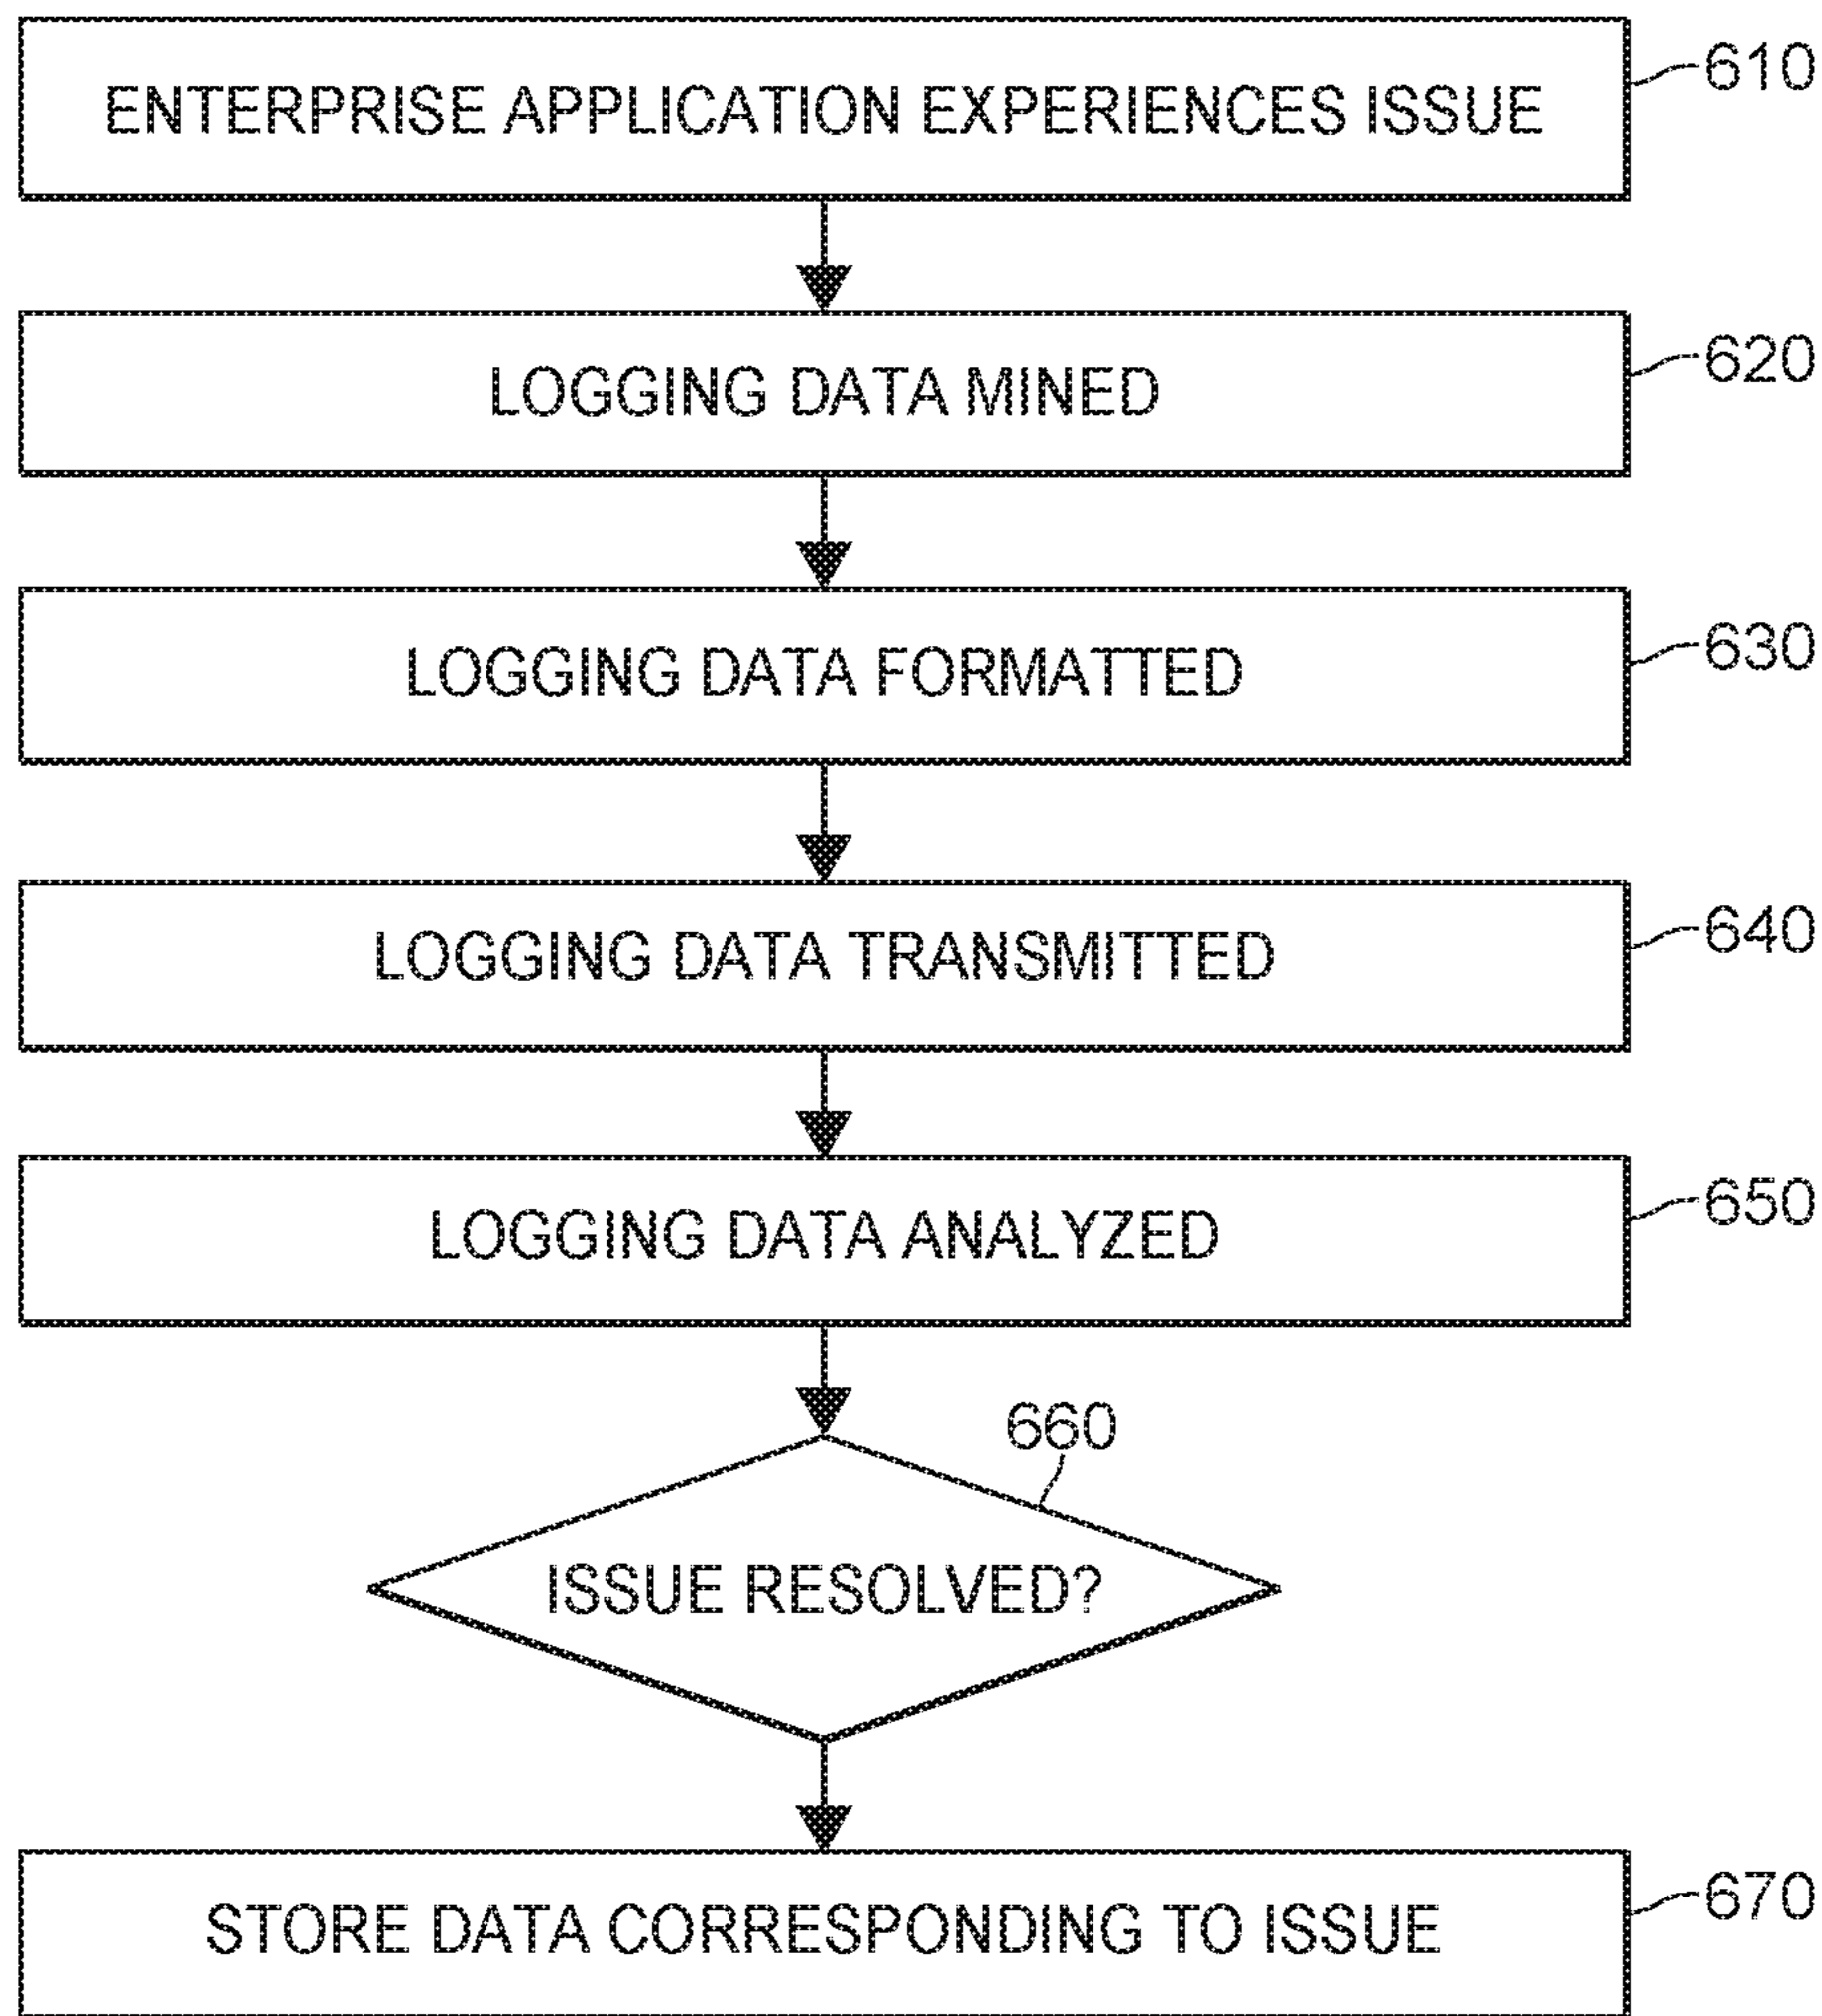 ENTERPRISE APPLICATION EXPERIENCES ISSUE
610
LOGGING DATA MINED
620
LOGGING DATA FORMATTED
630
LOGGING DATA TRANSMITTED
640
LOGGING DATA ANALYZED
650
660
ISSUE RESOLVED?
STORE DATA CORRESPONDING TO ISSUE
670